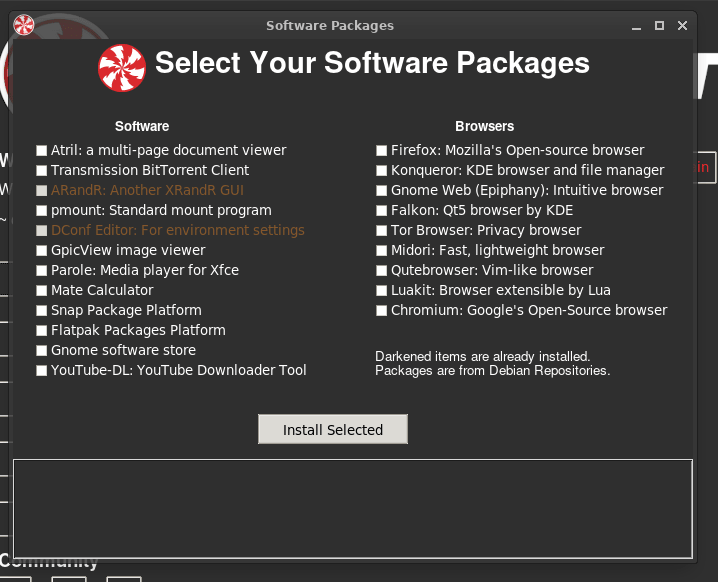 Software Packages
Select Your Software Packages
Software
Atril: a multi-page document viewer
Transmission BitTorrent Client
ARandR: Another XRandR GUI
pmount: Standard mount program
DConf Editor: For environment settings
GpicView image viewer
Parole: Media player for Xfce
Mate Calculator
Snap Package Platform
Flatpak Packages Platform
Gnome software store
YouTube-DL: YouTube Downloader Tool
Browsers
Firefox: Mozilla's Open-source browser
Konqueror: KDE browser and file manager
Gnome Web (Epiphany): Intuitive browser
Falkon: Qt5 browser by KDE
Tor Browser: Privacy browser
Midori: Fast, lightweight browser
Qutebrowser: Vim-like browser
Luakit: Browser extensible by Lua
Chromium: Google's Open-Source browser
Darkened items are already installed.
Packages are from Debian Repositories.
Install Selected
in
Community